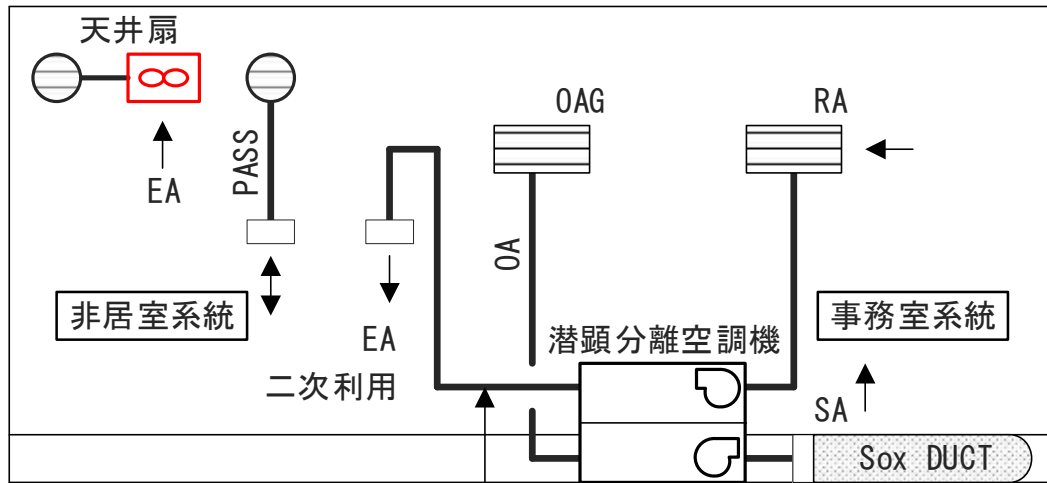 天井扇
OAG
RA
PASS
EA
OA
非居室系統
EA
二次利用
潜顕分離空調機
事務室系統
SA
Sox DUCT